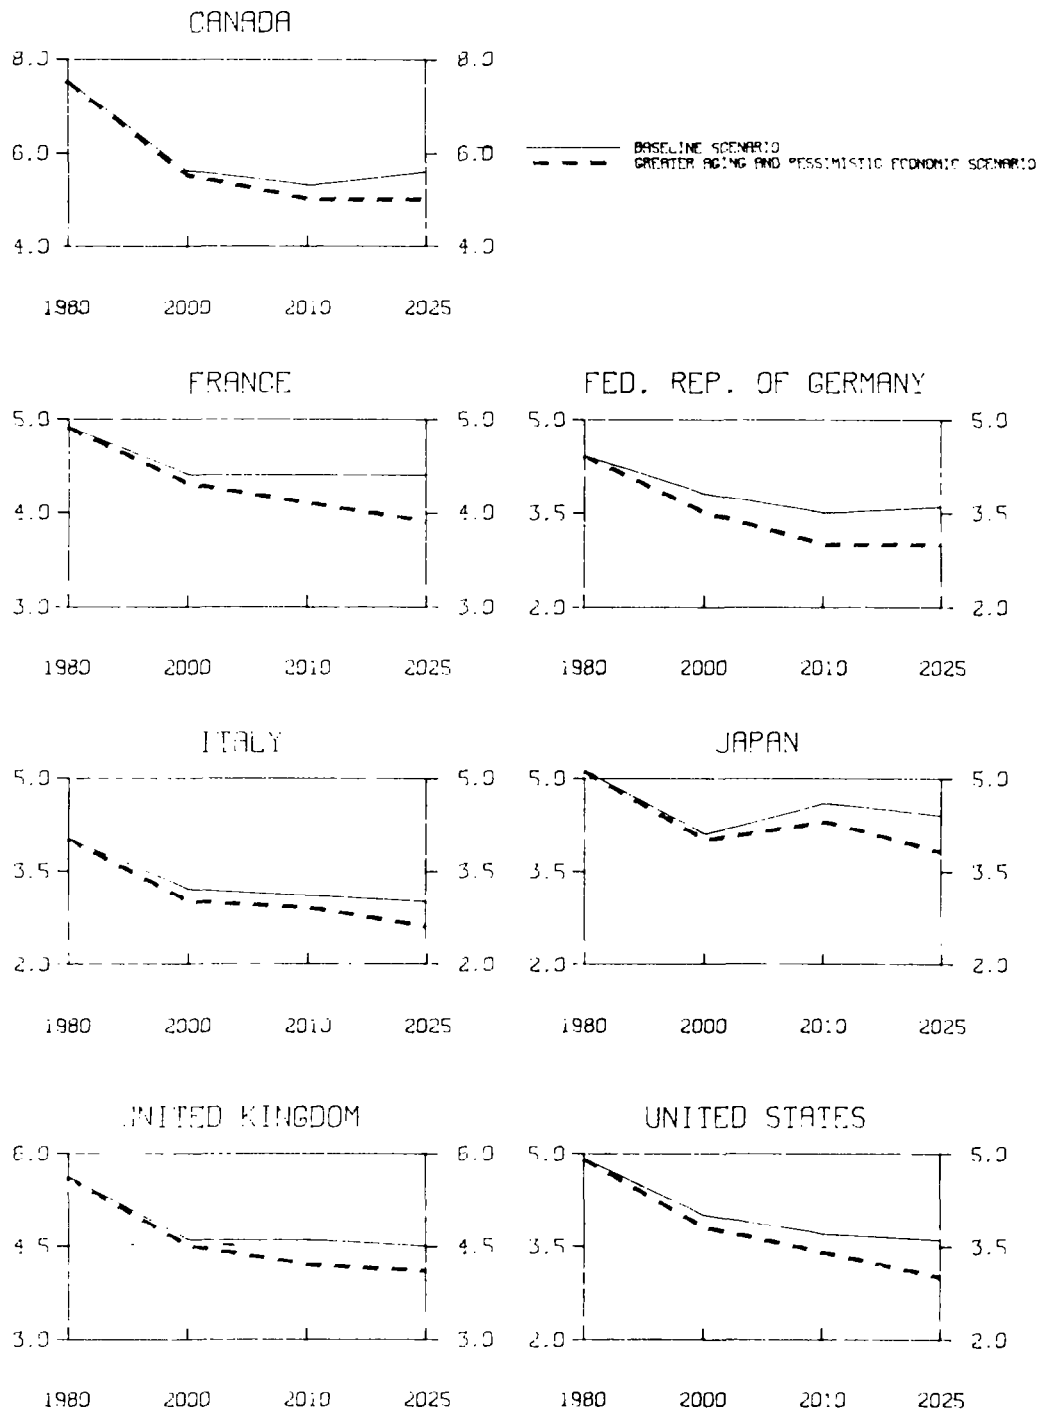 CANADA
8.0 8.0
6.0 6.0
4.0 4.0
1980 2000 2010 2025
BASELINE SCENARIO
GREATER AGING AND PESSIMISTIC ECONOMIC SCENARIO
FRANCE
5.0 5.0
4.0 4.0
3.0 3.0
1980 2000 2010 2025
FED. REP. OF GERMANY
5.0 5.0
3.5 3.5
2.0 2.0
1980 2000 2010 2025
ITALY
5.0 5.0
3.5 3.5
2.0 2.0
1980 2000 2010 2025
JAPAN
5.0 5.0
3.5 3.5
2.0 2.0
1980 2000 2010 2025
UNITED KINGDOM
6.0 6.0
4.5 4.5
3.0 3.0
1980 2000 2010 2025
UNITED STATES
5.0 5.0
3.5 3.5
2.0 2.0
1980 2000 2010 2025